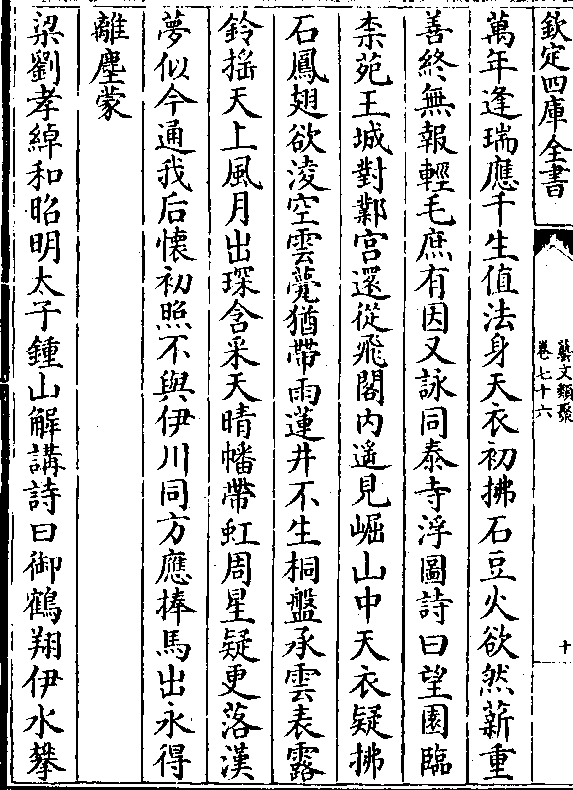 欽定四庫全書
藝文類聚
卷七十六
十
萬年逢瑞應千生值法身天衣初拂石豆火欲然薪重
善終無報輕毛庶有因又詠同泰寺浮圖詩曰望園臨
柰苑王城對鄴宫還從飛閣内遙見崛山中天衣疑拂
石鳳翅欲淩空雲甍猶帶雨蓮井不生桐盤承雲表露
鈴揺天上風月出琛含采天晴幡帶虹周星疑更落漢
夢似今通我后懐初照不與伊川同方應捧馬出永得
離塵蒙
梁劉孝綽和昭明太子鍾山解講詩曰御鶴翔伊水攀